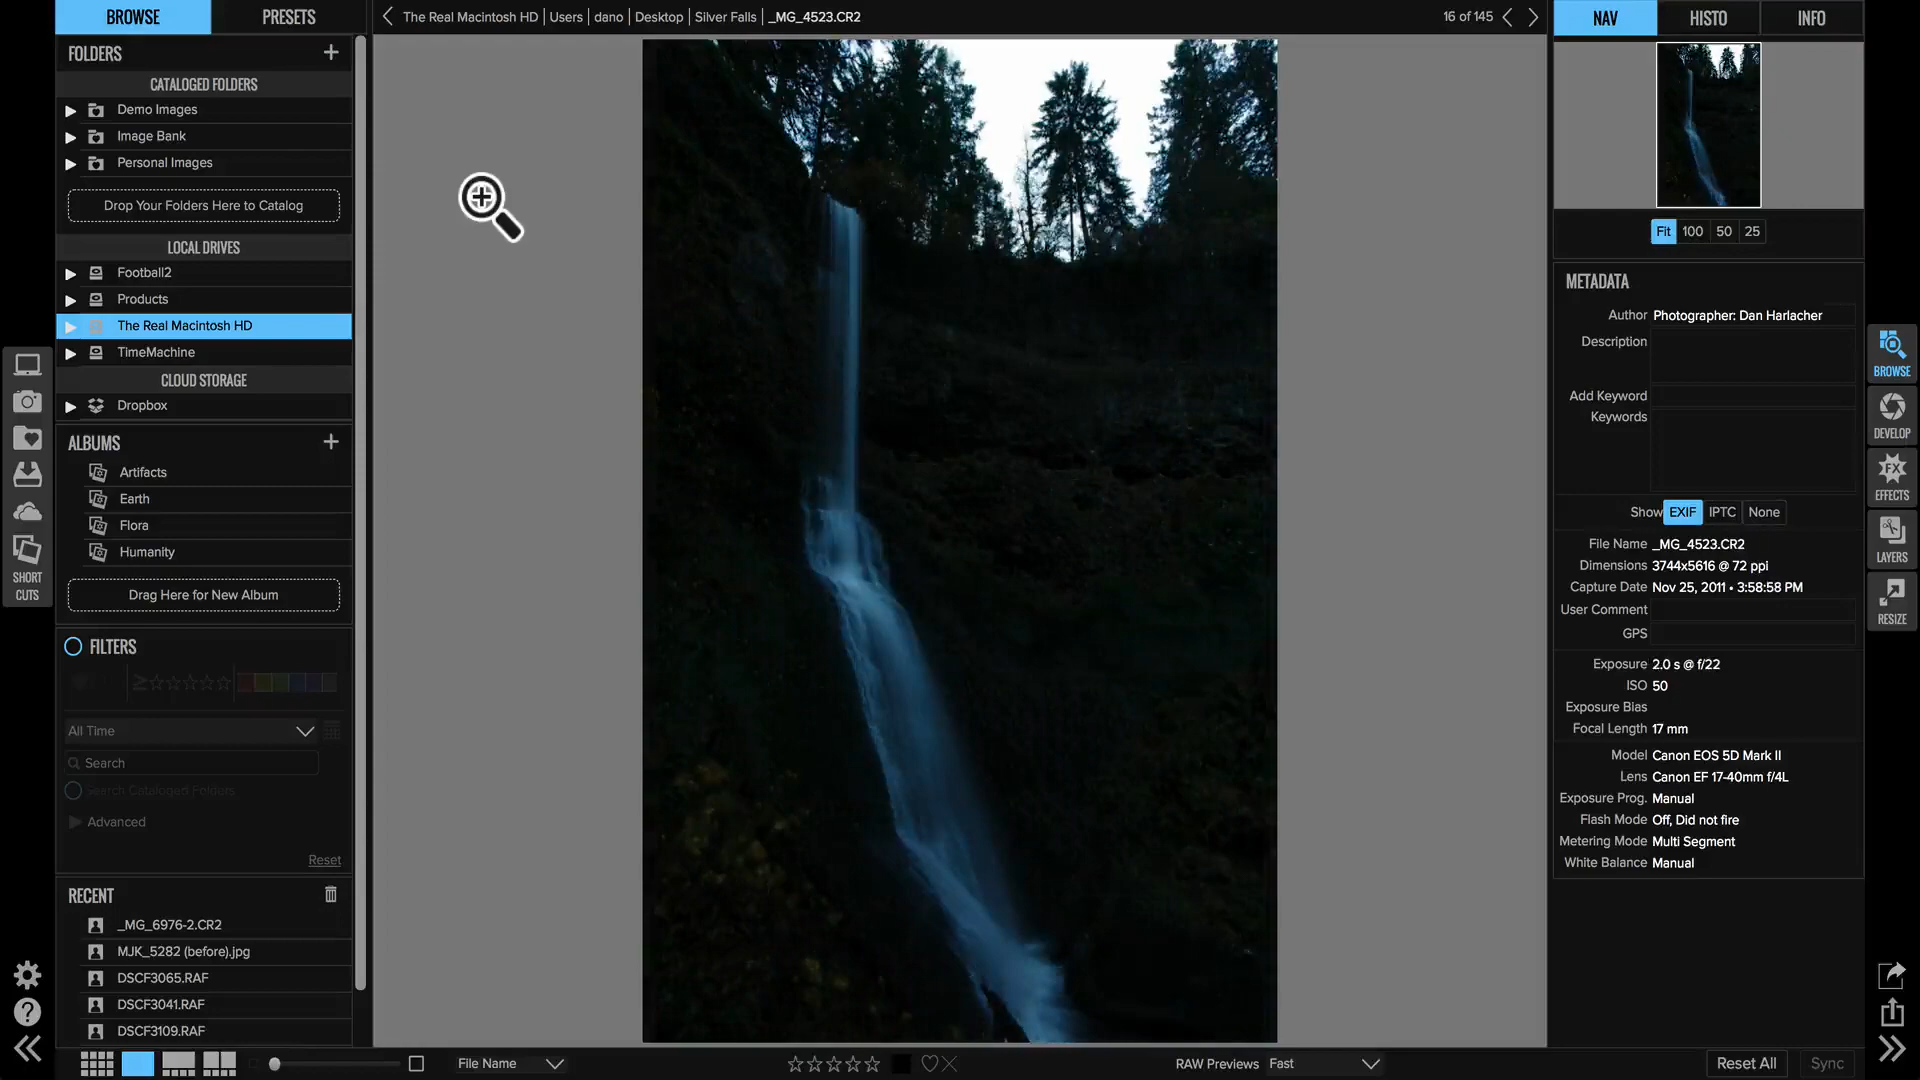 BROWSE
PRESETS
The Real Macintosh HD | Users | dano | Desktop | Silver Falls | _MG_4523.CR2
16 of 145
NAV
HISTO
INFO
FOLDERS
CATALOGED FOLDERS
Demo Images
Image Bank
Personal Images
Drop Your Folders Here to Catalog
LOCAL DRIVES
Football2
Products
The Real Macintosh HD
TimeMachine
CLOUD STORAGE
Dropbox
ALBUMS
Artifacts
Earth
Flora
Humanity
Drag Here for New Album
FILTERS
All Time
Search
Search Cataloged Folders
Advanced
Reset
RECENT
_MG_6976-2.CR2
MJK_5282 (before).jpg
DSCF3065.RAF
DSCF3041.RAF
DSCF3109.RAF
SHORT
CUTS
File Name
RAW Previews Fast
Fit 100 50 25
METADATA
Author Photographer: Dan Harlacher
Description
Add Keyword
Keywords
Show EXIF IPTC None
File Name _MG_4523.CR2
Dimensions 3744x5616 @ 72 ppi
Capture Date Nov 25, 2011 • 3:58:58 PM
User Comment
GPS
Exposure 2.0 s @ f/22
ISO 50
Exposure Bias
Focal Length 17 mm
Model Canon EOS 5D Mark II
Lens Canon EF 17-40mm f/4L
Exposure Prog. Manual
Flash Mode Off, Did not fire
Metering Mode Multi Segment
White Balance Manual
Reset All
Sync
BROWSE
DEVELOP
FX
EFFECTS
LAYERS
RESIZE